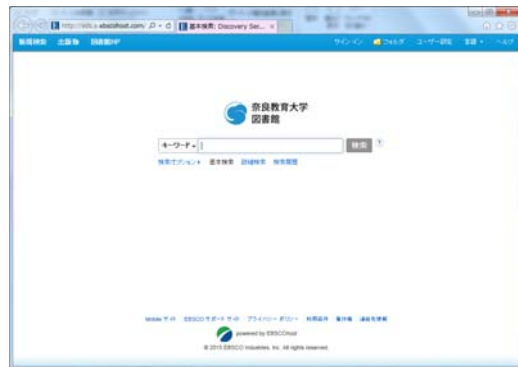 基本検索: Discovery Ser...
新規検索 出版物 図書館HP
サインイン フォルダ ユーザー設定 言語 ヘルプ
奈良教育大学
図書館
キーワード 検索
検索オプション 基本検索 詳細検索 検索履歴
Mobile サイト EBSCO サポート サイト プライバシー ポリシー 利用条件 著作権 連絡先情報
powered by EBSCOhost
© 2015 EBSCO Industries, Inc. All rights reserved.